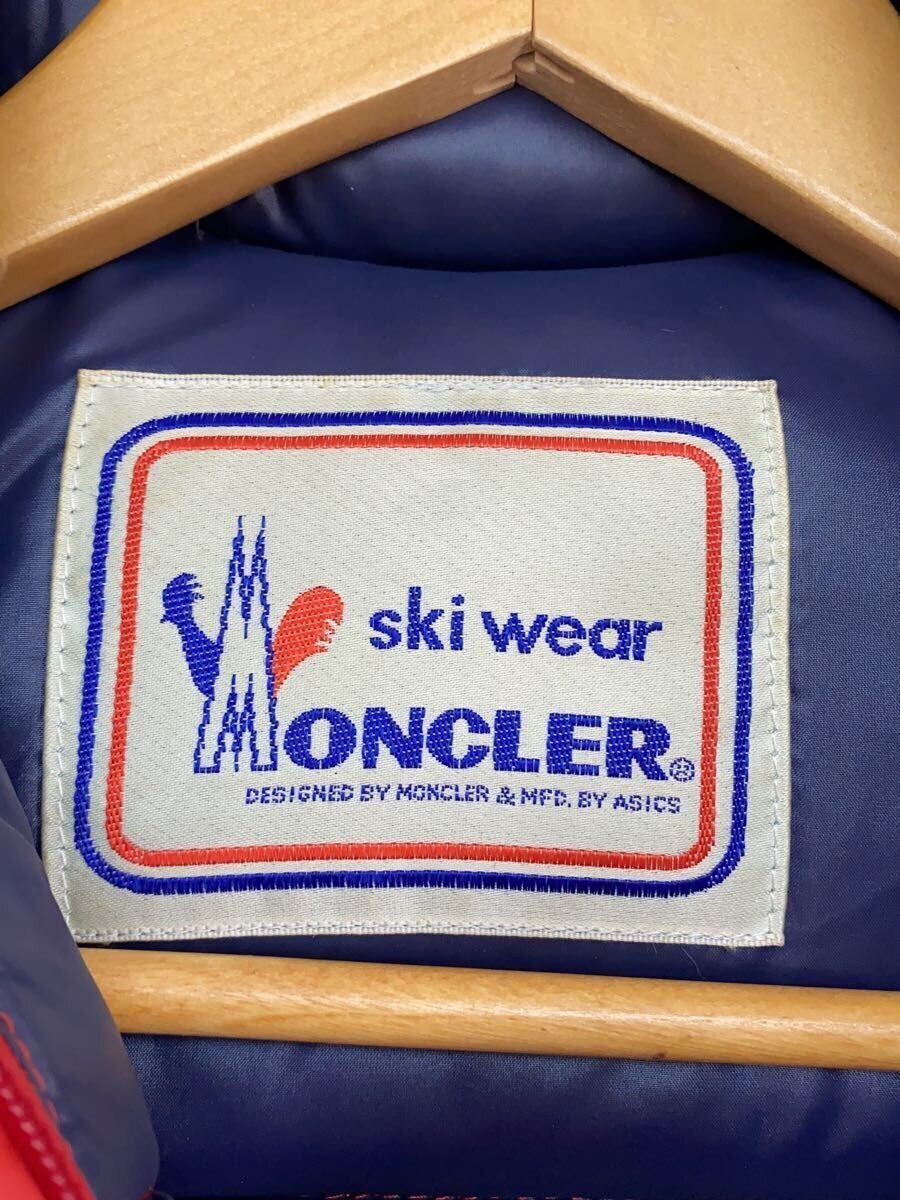 ski wear
MONCLER®
DESIGNED BY MONCLER & MFD. BY ASICS